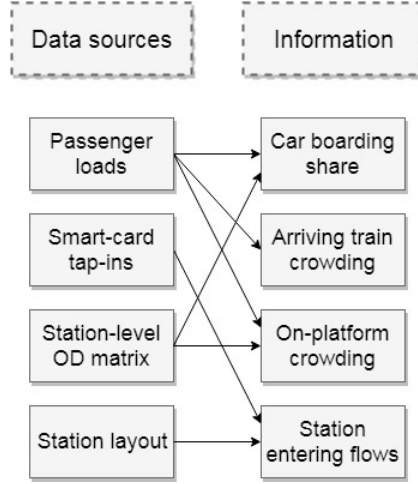 Data sources
Information
Passenger
loads
Car boarding
share
Smart-card
tap-ins
Arriving train
crowding
Station-level
OD matrix
On-platform
crowding
Station layout
Station
entering flows